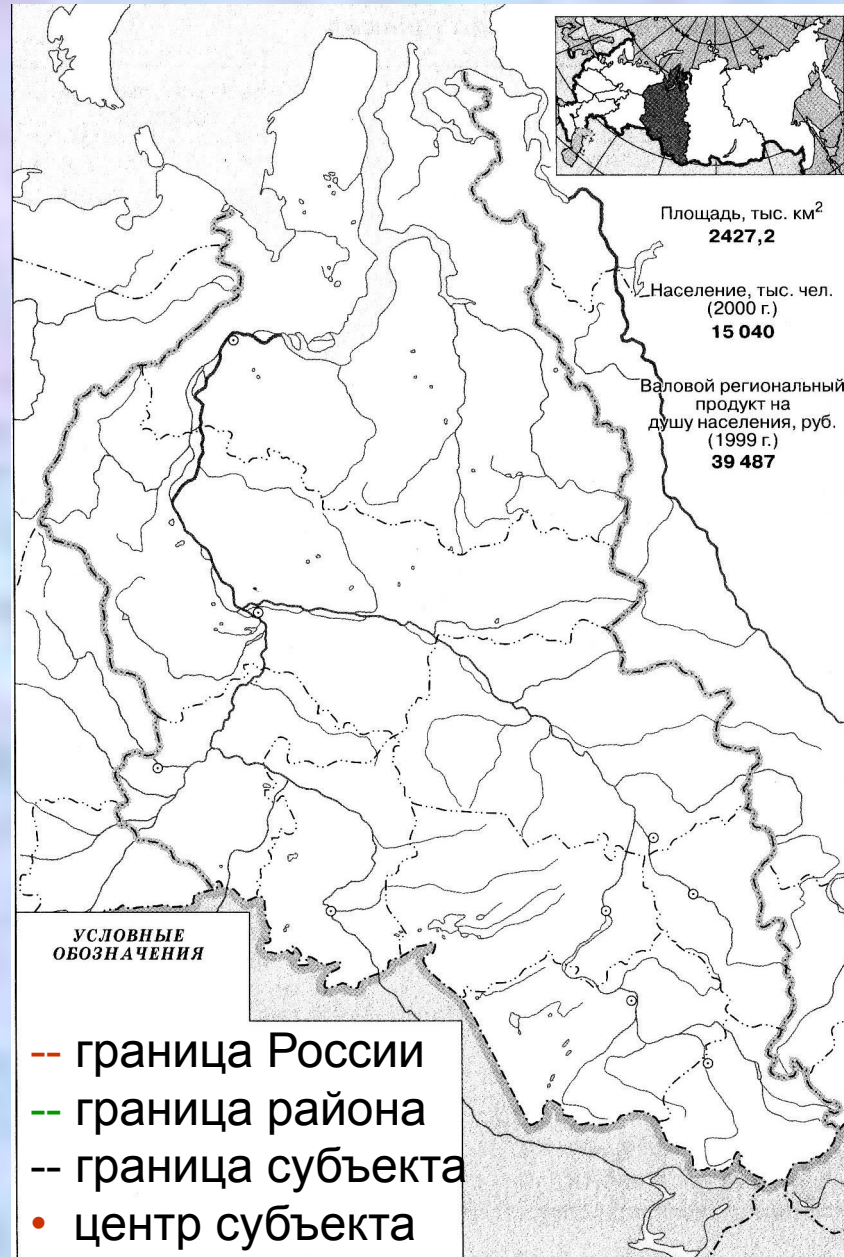 Площадь, тыс. км²
2427,2
Население, тыс. чел.
(2000 г.)
15 040
Валовой региональный
продукт на
душу населения, руб.
(1999 г.)
39 487
УСЛОВНЫЕ
ОБОЗНАЧЕНИЯ
-- граница России
-- граница района
-- граница субъекта
• центр субъекта